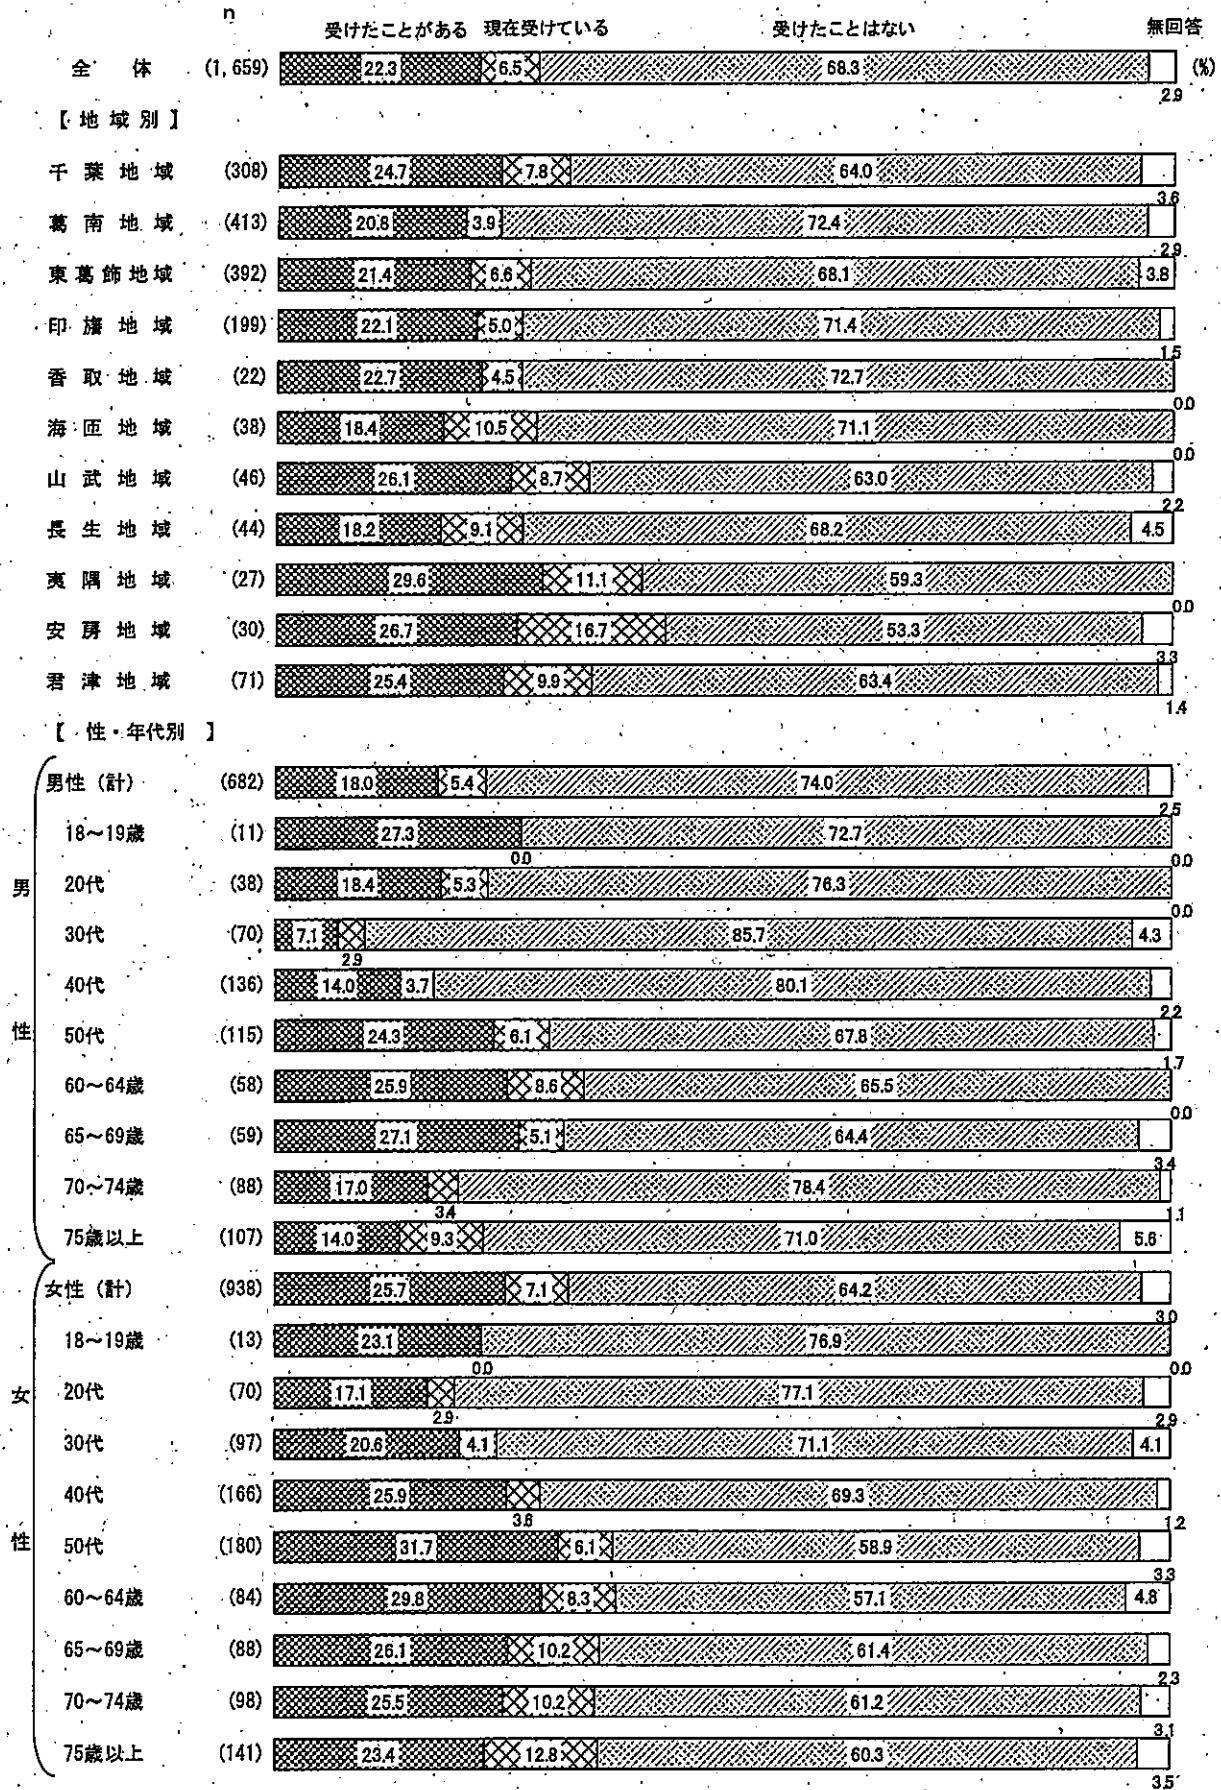 n
受けたことがある 現在受けている 受けたことはない 無回答
全体 (1,659) 22.3 6.5 68.3 2.9 (%)
【地域別】
千葉地域 (308) 24.7 7.8 64.0 3.6
葛南地域 (413) 20.8 3.9 72.4 2.9
東葛飾地域 (392) 21.4 6.6 68.1 3.8
印旛地域 (199) 22.1 5.0 71.4 1.5
香取地域 (22) 22.7 4.5 72.7 0.0
海匝地域 (38) 18.4 10.5 71.1 0.0
山武地域 (46) 26.1 8.7 63.0 2.2
長生地域 (44) 18.2 9.1 68.2 4.5
夷隅地域 (27) 29.6 11.1 59.3 0.0
安房地域 (30) 26.7 16.7 53.3 3.3
君津地域 (71) 25.4 9.9 63.4 1.4
【性・年代別】
男性
男性(計) (682) 18.0 5.4 74.0 2.5
18～19歳 (11) 27.3 0.0 72.7 0.0
20代 (38) 18.4 5.3 76.3 0.0
30代 (70) 7.1 2.9 85.7 4.3
40代 (136) 14.0 3.7 80.1 2.2
50代 (115) 24.3 6.1 67.8 1.7
60～64歳 (58) 25.9 8.6 65.5 0.0
65～69歳 (59) 27.1 5.1 64.4 3.4
70～74歳 (88) 17.0 3.4 78.4 1.1
75歳以上 (107) 14.0 9.3 71.0 5.6
女性
女性(計) (938) 25.7 7.1 64.2 3.0
18～19歳 (13) 23.1 0.0 76.9 0.0
20代 (70) 17.1 2.9 77.1 2.9
30代 (97) 20.6 4.1 71.1 4.1
40代 (166) 25.9 3.6 69.3 1.2
50代 (180) 31.7 6.1 58.9 3.3
60～64歳 (84) 29.8 8.3 57.1 4.8
65～69歳 (88) 26.1 10.2 61.4 2.3
70～74歳 (98) 25.5 10.2 61.2 3.1
75歳以上 (141) 23.4 12.8 60.3 3.5